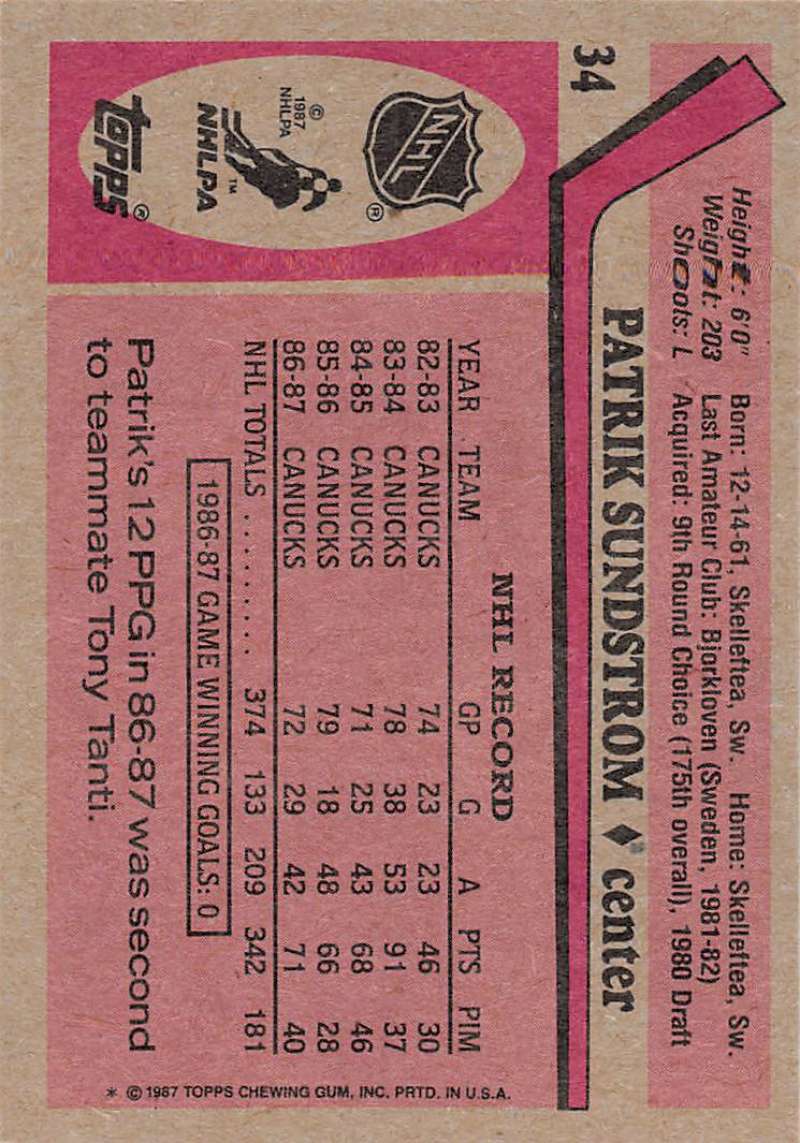 34
Height: 6'0" Born: 12-14-61, Skelleftea, Sw. Home: Skelleftea, Sw.
Weight: 203 Last Amateur Club: Bjorkloven (Sweden, 1981-82)
Shoots: L Acquired: 9th Round Choice (175th overall), 1980 Draft
PATRIK SUNDSTROM ♦ center
NHL
®
© 1987 NHLPA
NHLPA
™
TOPPS®
NHL RECORD
YEAR TEAM GP G A PTS PIM
82-83 CANUCKS 74 23 23 46 30
83-84 CANUCKS 78 38 53 91 37
84-85 CANUCKS 71 25 43 68 46
85-86 CANUCKS 79 18 48 66 28
86-87 CANUCKS 72 29 42 71 40
NHL TOTALS .......... 374 133 209 342 181
1986-87 GAME WINNING GOALS: 0
Patrik's 12 PPG in 86-87 was second
to teammate Tony Tanti.
* © 1987 TOPPS CHEWING GUM, INC. PRTD. IN U.S.A.